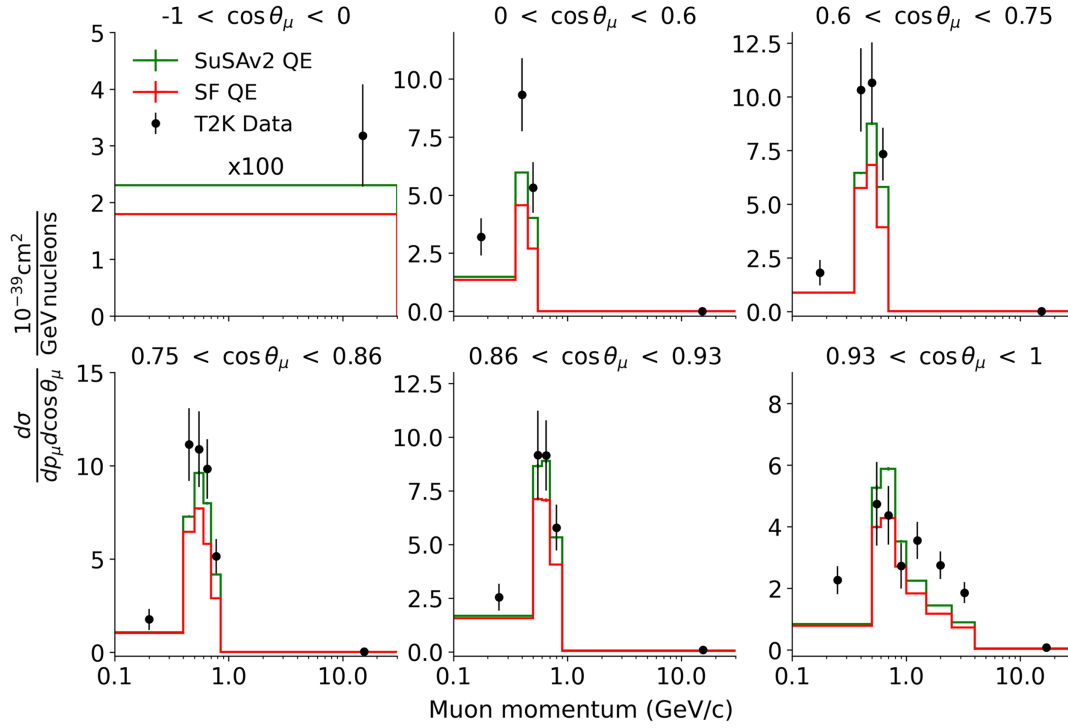 -1 < cos θμ < 0
0 < cos θμ < 0.6
0.6 < cos θμ < 0.75
5
4
3
2
1
0
SuSAv2 QE
SF QE
T2K Data
x100
10.0
7.5
5.0
2.5
0.0
12.5
10.0
7.5
5.0
2.5
0.0
dσ/dpμdcos θμ 10⁻³⁹cm²/GeV nucleons
0.75 < cos θμ < 0.86
0.86 < cos θμ < 0.93
0.93 < cos θμ < 1
15
10
5
0
0.1 1.0 10.0
12.5
10.0
7.5
5.0
2.5
0.0
0.1 1.0 10.0
8
6
4
2
0
0.1 1.0 10.0
Muon momentum (GeV/c)